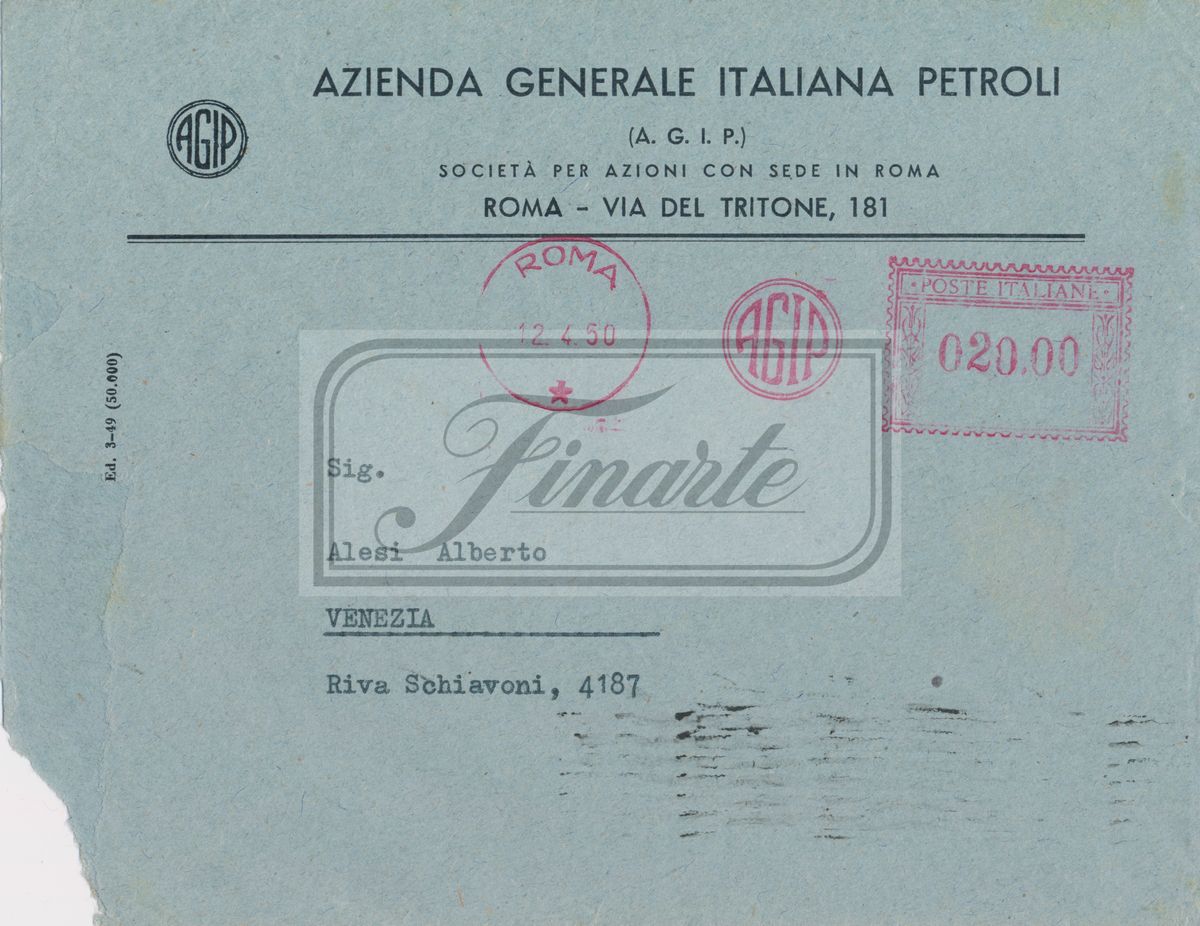 AZIENDA GENERALE ITALIANA PETROLI
AGIP
(A. G. I. P.)
SOCIETÀ PER AZIONI CON SEDE IN ROMA
ROMA - VIA DEL TRITONE, 181
ROMA
12.4.50
AGIP
POSTE ITALIANE
020.00
Ed. 3-49 (50.000)
Finarte
Sig.
Alesi Alberto
VENEZIA
Riva Schiavoni, 4187